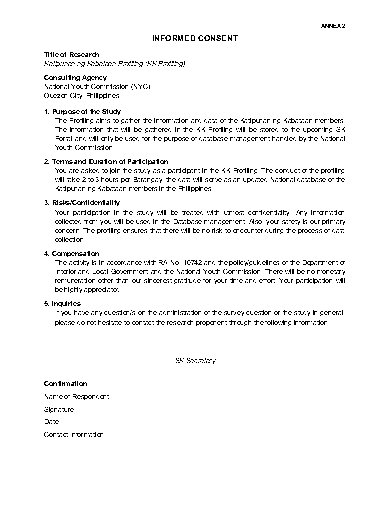 ANNEX 2
INFORMED CONSENT
Title of Research
Katipunan ng Kabataan Profiling (KK Profiling)
Consulting Agency
National Youth Commission (NYC)
Quezon City, Philippines
1. Purpose of the Study
The Profiling aims to gather the information and data of the Katipunan ng Kabataan members.
The information that will be gathered in the KK Profiling will be stored to the upcoming SK
Portal and will only be used for the purpose of database management handled by the National
Youth Commission
2. Terms and Duration of Participation
You are asked to join the study as a participant in the KK Profiling. The conduct of the profiling
will take 2 to 3 hours per Barangay, the data will serve as an updated National database of the
Katipunan ng Kabataan members in the Philippines.
3. Risks/Confidentiality
Your participation in the study will be treated with utmost confidentiality. Any information
collected from you will be used in the Database management. Also, your safety is our primary
concern. The profiling ensures that there will be no risk to encounter during the process of data
collection.
4. Compensation
The activity is in accordance with RA No. 10742 and the policy/guidelines of the Department of
Interior and Local Government and the National Youth Commission. There will be no monetary
remuneration other than our sincerest gratitude for your time and effort. Your participation will
be highly appreciated.
5. Inquiries
If you have any question/s on the administration of the survey question or the study in general,
please do not hesitate to contact the research proponent through the following information:
SK Secretary
Confirmation
Name of Respondent
Signature
Date
Contact Information